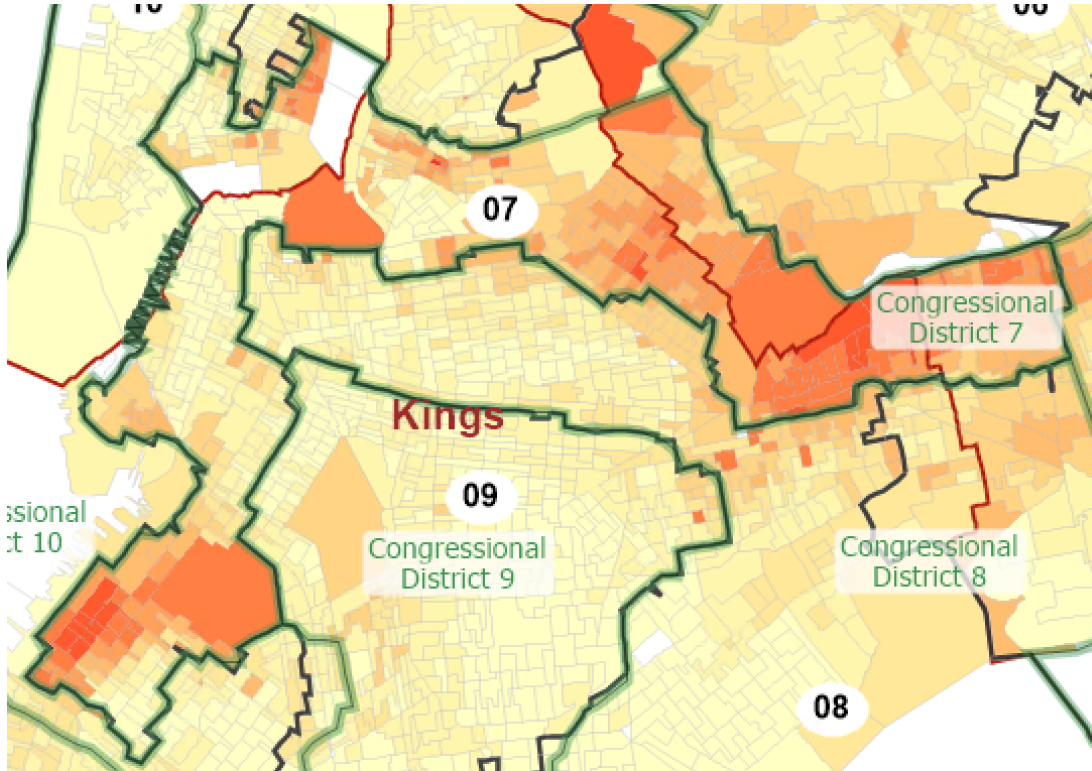 07
Congressional
District 7
Kings
09
ssional
ct 10
Congressional
District 9
Congressional
District 8
08